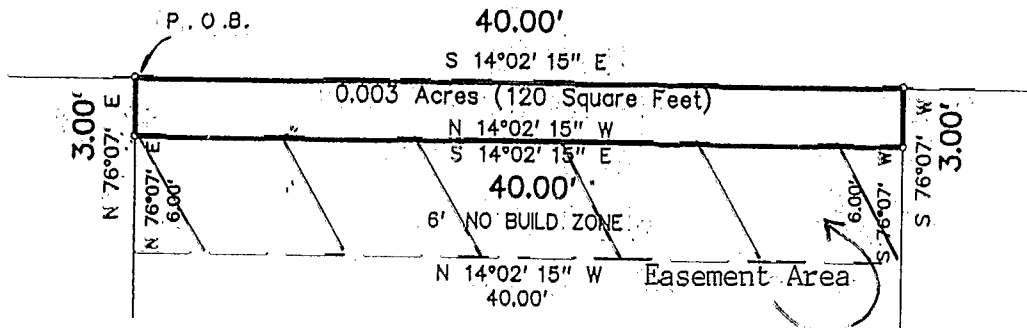 P.O.B.
40.00'
S 14°02' 15" E
0.003 Acres (120 Square Feet)
N 14°02' 15" W
S 14°02' 15" E
40.00'
6' NO BUILD ZONE
N 14°02' 15" W
40.00'
Easement Area
N 76°07' E
3.00'
N 76°07' E
6.00'
6.00'
S 76°07' W
S 76°07' W
3.00'